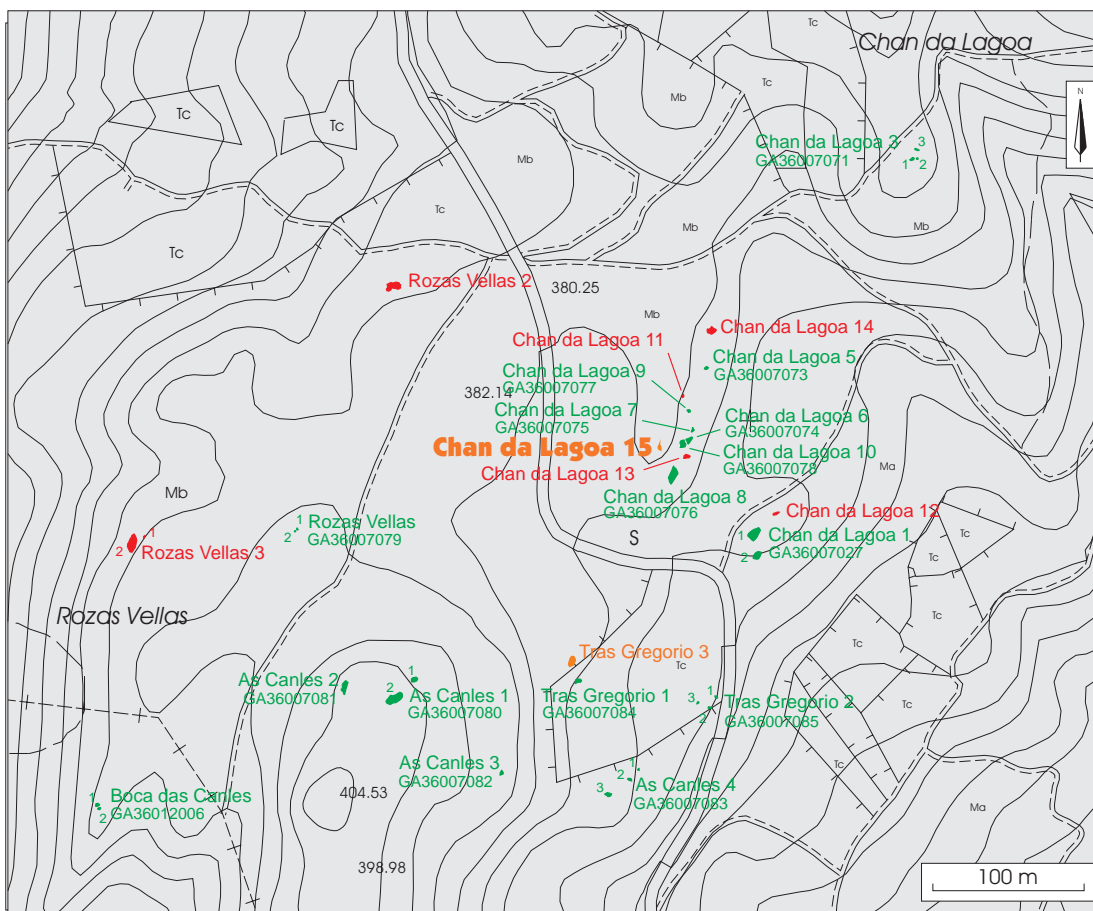 Chan da Lagoa
Tc
Mb
N
Tc
Tc
Mb
Chan da Lagoa 3
GA36007071
3
1
2
Tc
Tc
Mb
Mb
Rozas Vellas 2
380.25
Mb
Chan da Lagoa 14
Chan da Lagoa 11
Chan da Lagoa 5
GA36007073
Chan da Lagoa 9
GA36007077
382.14
Chan da Lagoa 7
GA36007075
Chan da Lagoa 6
GA36007074
Chan da Lagoa 15
Chan da Lagoa 10
GA36007078
Chan da Lagoa 13
Ma
Mb
Chan da Lagoa 8
GA36007076
Chan da Lagoa 12
1
Rozas Vellas
2
GA36007079
1
2
Rozas Vellas 3
S
1
Chan da Lagoa 1
2
GA36007027
Tc
Tc
Rozas Vellas
Tc
Tras Gregorio 3
Tc
Tc
As Canles 2
GA36007081
1
2
As Canles 1
GA36007080
Tras Gregorio 1
GA36007084
3
1
2
Tras Gregorio 2
GA36007085
Tc
As Canles 3
GA36007082
1
2
3
As Canles 4
GA36007083
Tc
404.53
1
2
Boca das Canles
GA36012006
Ma
398.98
100 m